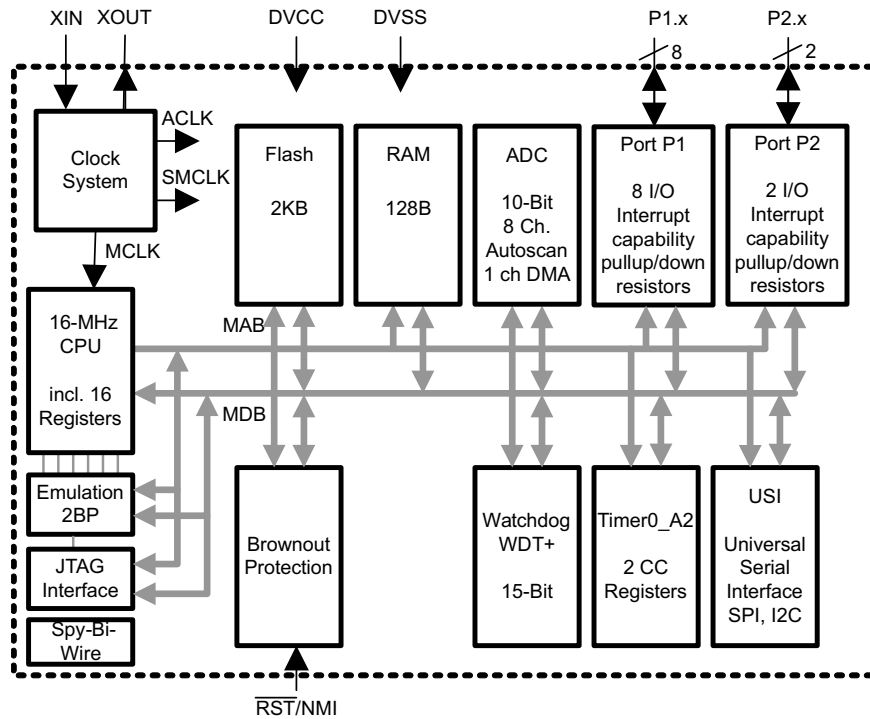 XIN XOUT DVCC DVSS P1.x P2.x
8 2
ACLK
SMCLK
MCLK
Clock
System
Flash
2KB
RAM
128B
ADC
10-Bit
8 Ch.
Autoscan
1 ch DMA
Port P1
8 I/O
Interrupt
capability
pullup/down
resistors
Port P2
2 I/O
Interrupt
capability
pullup/down
resistors
16-MHz
CPU
incl. 16
Registers
MAB
MDB
Emulation
2BP
JTAG
Interface
Spy-Bi-
Wire
Brownout
Protection
Watchdog
WDT+
15-Bit
Timer0_A2
2 CC
Registers
USI
Universal
Serial
Interface
SPI, I2C
RST/NMI